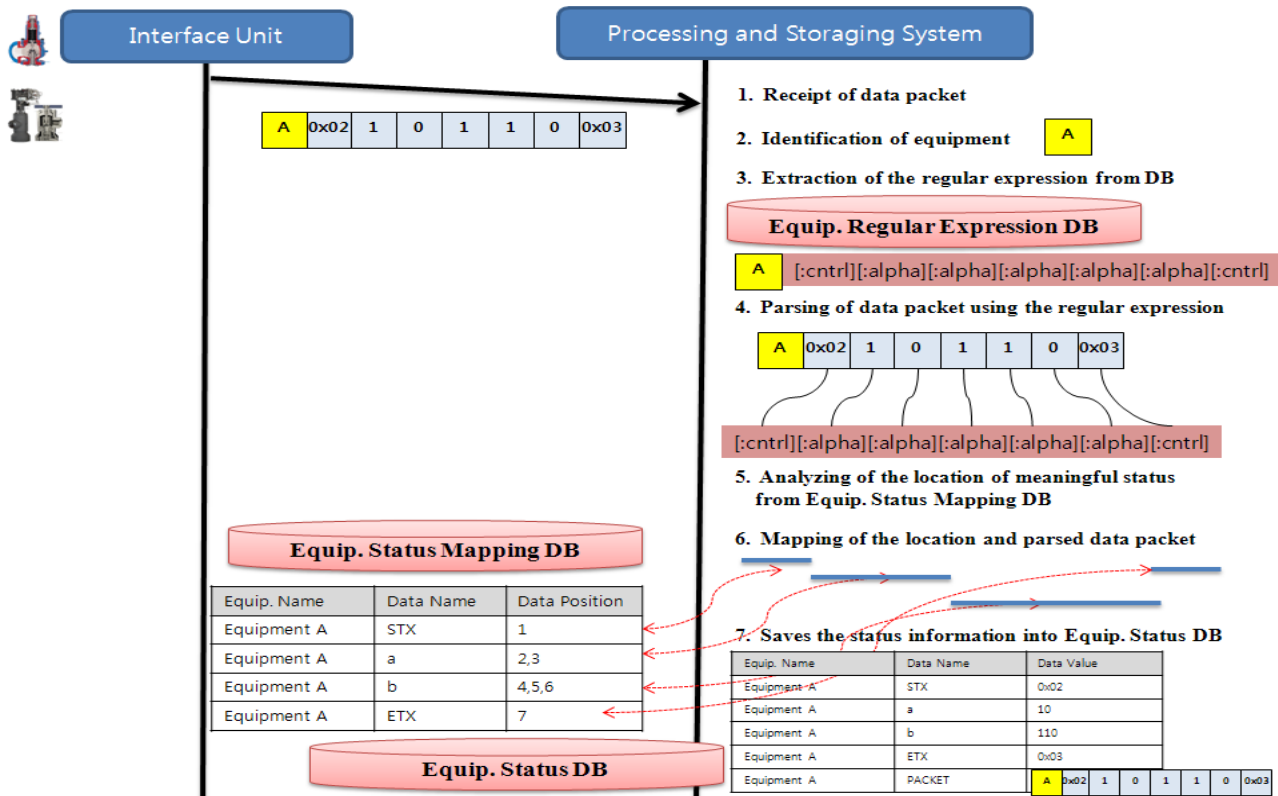 Interface Unit
Processing and Storaging System
A 0x02 1 0 1 1 0 0x03
1. Receipt of data packet
2. Identification of equipment A
3. Extraction of the regular expression from DB
Equip. Regular Expression DB
A [:cntrl][:alpha][:alpha][:alpha][:alpha][:alpha][:cntrl]
4. Parsing of data packet using the regular expression
A 0x02 1 0 1 1 0 0x03
[:cntrl][:alpha][:alpha][:alpha][:alpha][:alpha][:cntrl]
5. Analyzing of the location of meaningful status
from Equip. Status Mapping DB
6. Mapping of the location and parsed data packet
Equip. Status Mapping DB
Equip. Name Data Name Data Position
Equipment A STX 1
Equipment A a 2,3
Equipment A b 4,5,6
Equipment A ETX 7
7. Saves the status information into Equip. Status DB
Equip. Name Data Name Data Value
Equipment A STX 0x02
Equipment A a 10
Equipment A b 110
Equipment A ETX 0x03
Equipment A PACKET A 0x02 1 0 1 1 0 0x03
Equip. Status DB